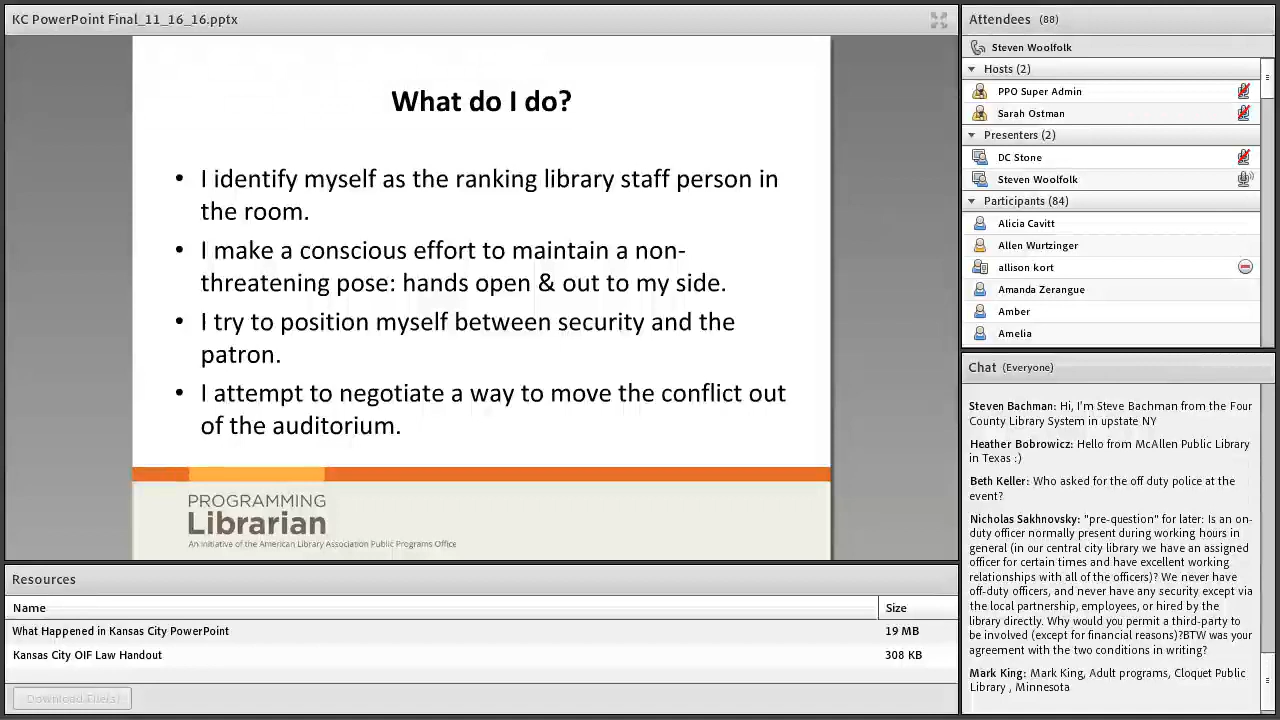 KC PowerPoint Final_11_16_16.pptx
What do I do?
• I identify myself as the ranking library staff person in
the room.
• I make a conscious effort to maintain a non-
threatening pose: hands open & out to my side.
• I try to position myself between security and the
patron.
• I attempt to negotiate a way to move the conflict out
of the auditorium.
PROGRAMMING
Librarian
An initiative of the American Library Association Public Programs Office
Resources
Name Size
What Happened in Kansas City PowerPoint 19 MB
Kansas City OIF Law Handout 308 KB
Download File(s)
Attendees (88)
Steven Woolfolk
Hosts (2)
PPO Super Admin
Sarah Ostman
Presenters (2)
DC Stone
Steven Woolfolk
Participants (84)
Alicia Cavitt
Allen Wurtzinger
allison kort
Amanda Zerangue
Amber
Amelia
Chat (Everyone)
Steven Bachman: Hi, I'm Steve Bachman from the Four
County Library System in upstate NY
Heather Bobrowicz: Hello from McAllen Public Library
in Texas :)
Beth Keller: Who asked for the off duty police at the
event?
Nicholas Sakhnovsky: "pre-question" for later: Is an on-
duty officer normally present during working hours in
general (in our central city library we have an assigned
officer for certain times and have excellent working
relationships with all of the officers)? We never have
off-duty officers, and never have any security except via
the local partnership, employees, or hired by the
library directly. Why would you permit a third-party to
be involved (except for financial reasons)?BTW was your
agreement with the two conditions in writing?
Mark King: Mark King, Adult programs, Cloquet Public
Library , Minnesota